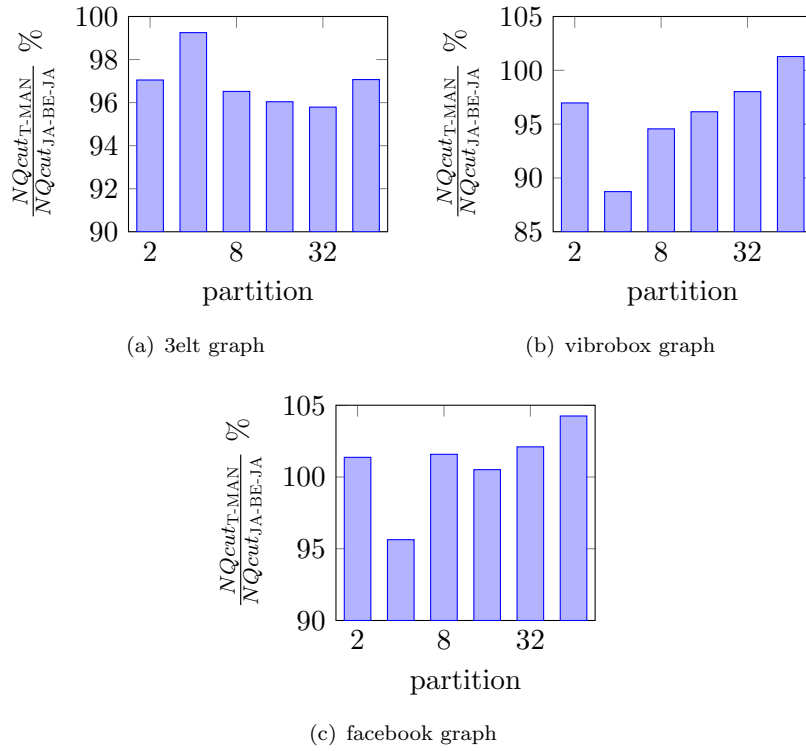 100
98
96
94
92
90
2 8 32
NQcut_T-MAN
NQcut_JA-BE-JA
%
partition
(a) 3elt graph
105
100
95
90
85
2 8 32
NQcut_T-MAN
NQcut_JA-BE-JA
%
partition
(b) vibrobox graph
105
100
95
90
2 8 32
NQcut_T-MAN
NQcut_JA-BE-JA
%
partition
(c) facebook graph